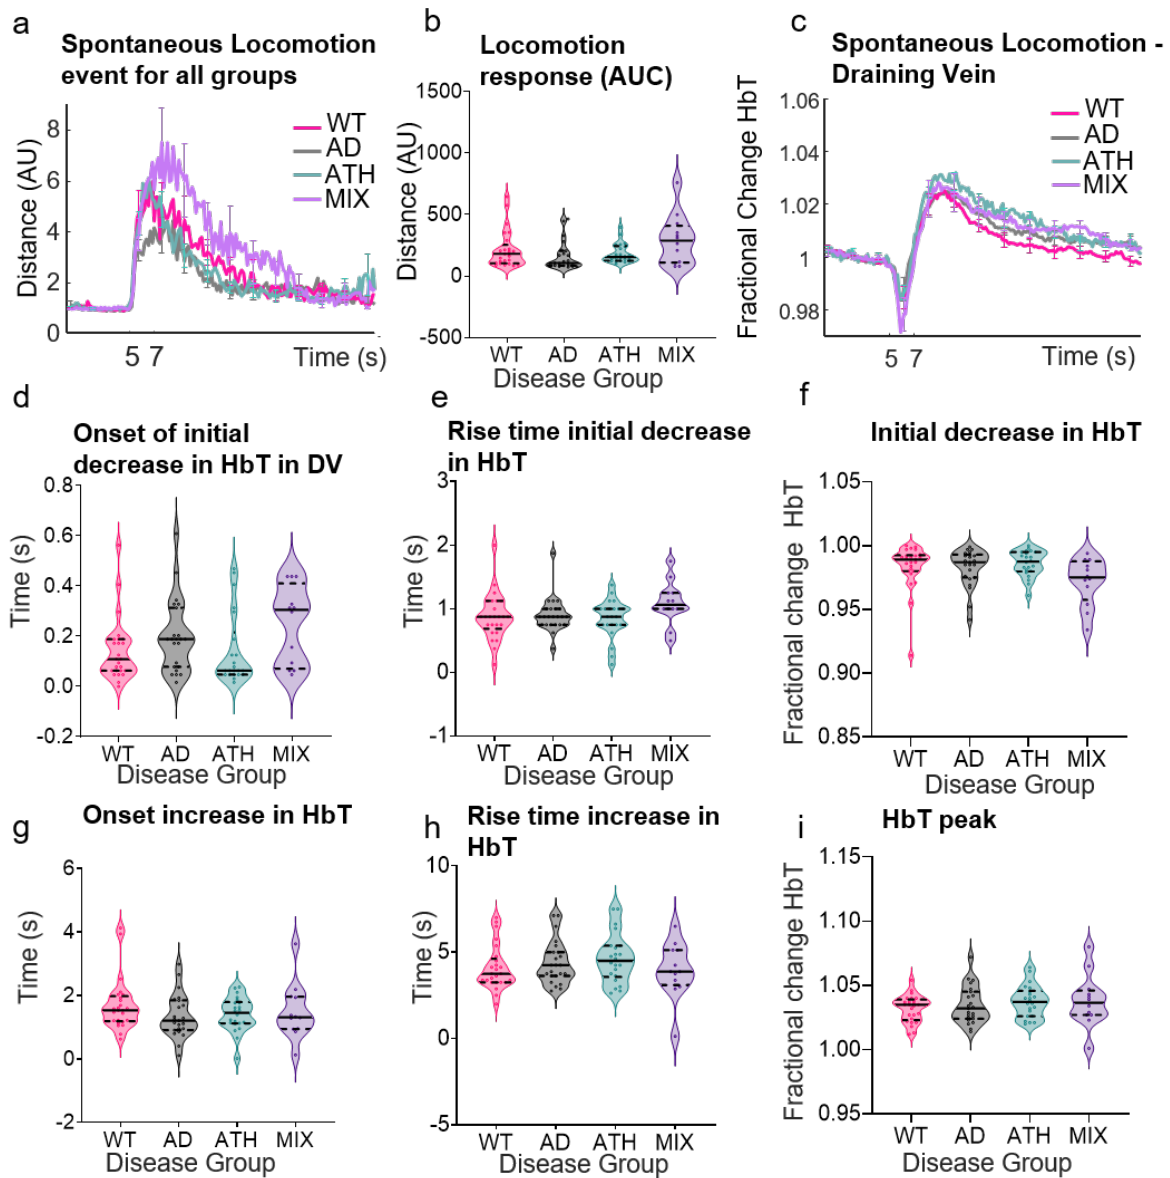 a
Spontaneous Locomotion
event for all groups
Distance (AU)
8
6
4
2
0
WT
AD
ATH
MIX
5 7
Time (s)
b
Locomotion
response (AUC)
Distance (AU)
1500
1000
500
0
-500
WT AD ATH MIX
Disease Group
c
Spontaneous Locomotion -
Draining Vein
Fractional Change HbT
1.06
1.04
1.02
1
0.98
WT
AD
ATH
MIX
5 7
Time (s)
d
Onset of initial
decrease in HbT in DV
Time (s)
0.8
0.6
0.4
0.2
0.0
-0.2
WT AD ATH MIX
Disease Group
e
Rise time initial decrease
in HbT
Time (s)
3
2
1
0
-1
WT AD ATH MIX
Disease Group
f
Initial decrease in HbT
Fractional change HbT
1.05
1.00
0.95
0.90
0.85
WT AD ATH MIX
Disease Group
g
Onset increase in HbT
Time (s)
6
4
2
0
-2
WT AD ATH MIX
Disease Group
h
Rise time increase in
HbT
Time (s)
10
5
0
-5
WT AD ATH MIX
Disease Group
i
HbT peak
Fractional change HbT
1.15
1.10
1.05
1.00
0.95
WT AD ATH MIX
Disease Group